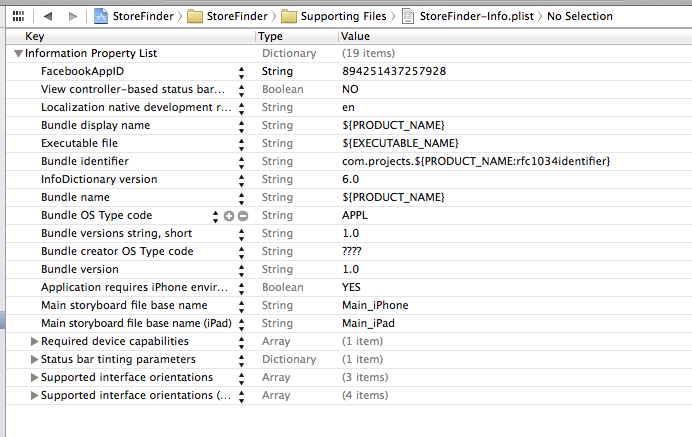 StoreFinder StoreFinder Supporting Files StoreFinder-Info.plist No Selection
Key Type Value
Information Property List Dictionary (19 items)
FacebookAppID String 894251437257928
View controller-based status bar... Boolean NO
Localization native development r... String en
Bundle display name String ${PRODUCT_NAME}
Executable file String ${EXECUTABLE_NAME}
Bundle identifier String com.projects.${PRODUCT_NAME:rfc1034identifier}
InfoDictionary version String 6.0
Bundle name String ${PRODUCT_NAME}
Bundle OS Type code String APPL
Bundle versions string, short String 1.0
Bundle creator OS Type code String ????
Bundle version String 1.0
Application requires iPhone envir... Boolean YES
Main storyboard file base name String Main_iPhone
Main storyboard file base name (iPad) String Main_iPad
Required device capabilities Array (1 item)
Status bar tinting parameters Dictionary (1 item)
Supported interface orientations Array (3 items)
Supported interface orientations (... Array (4 items)